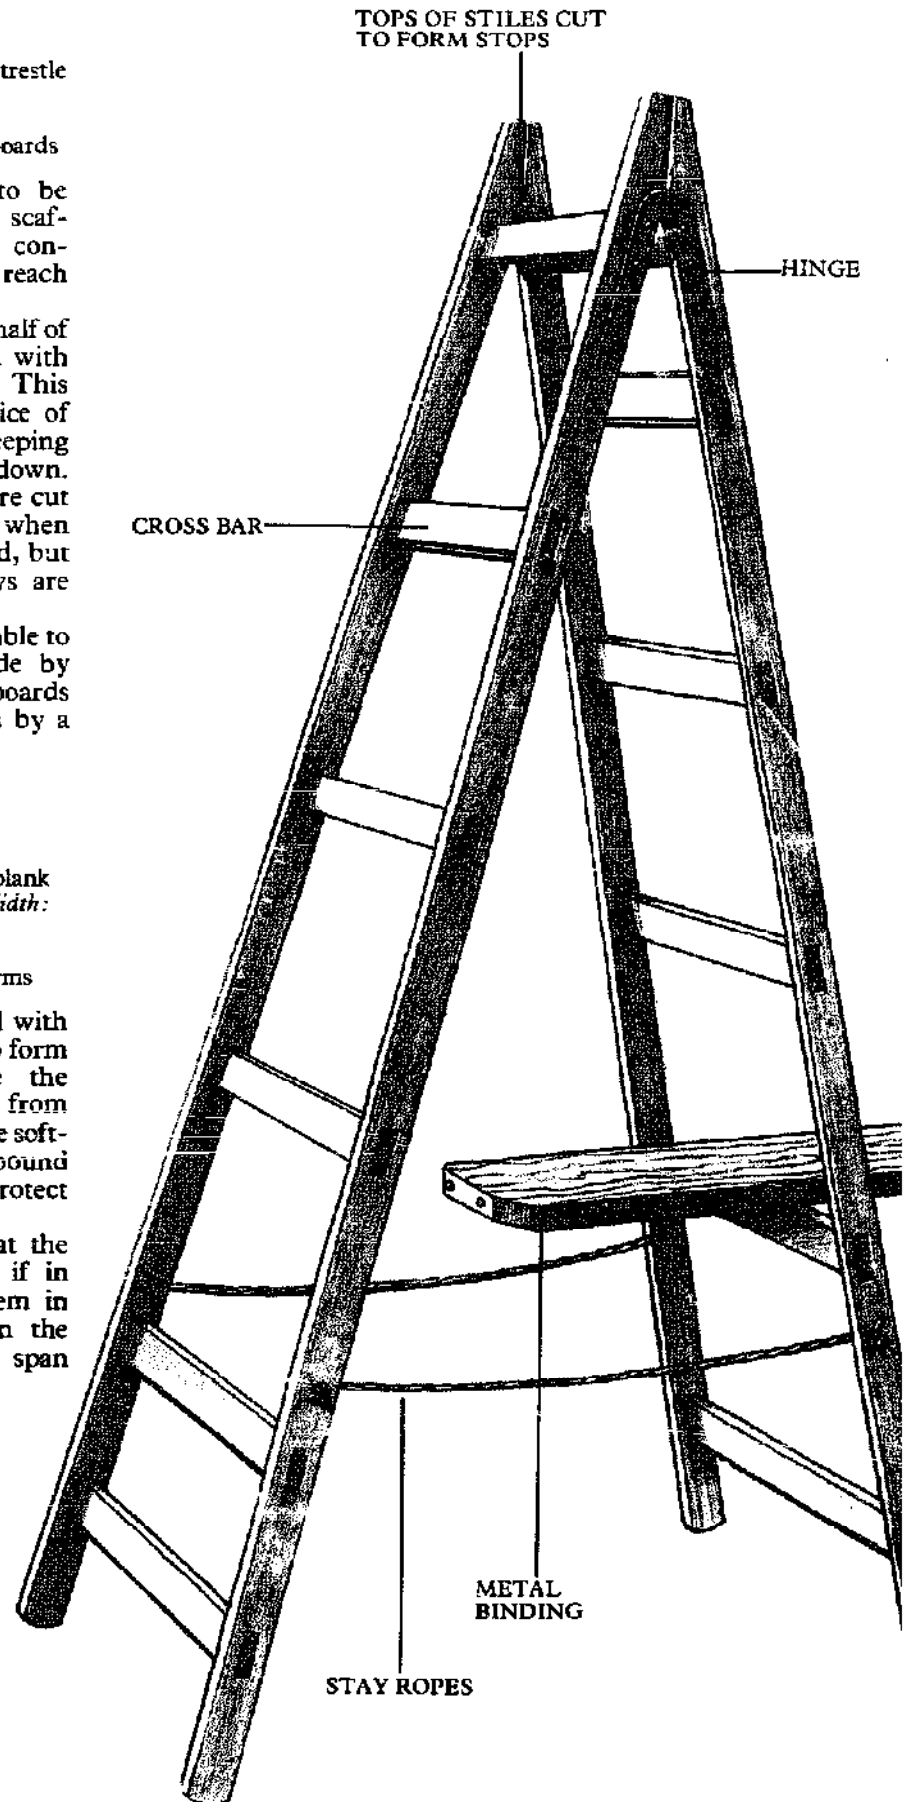 TOPS OF STILES CUT
TO FORM STOPS
trestle
oards
to be
scaf-
con-
reach
half of
with
This
ice of
eeping
down.
re cut
when
d, but
ys are
able to
de by
boards
s by a
HINGE
CROSS BAR
plank
idth:
rms
d with
o form
e the
from
e soft-
bound
rotect
at the
if in
em in
n the
span
METAL
BINDING
STAY ROPES